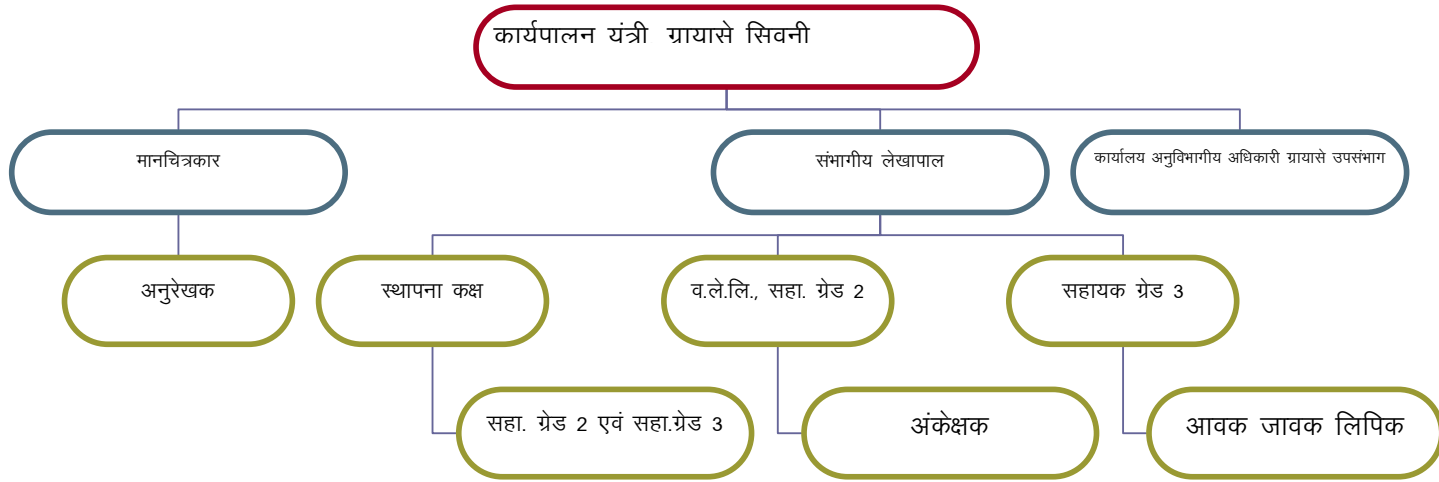 कार्यपालन यंत्री ग्रायासे सिवनी
मानचित्रकार
संभागीय लेखापाल
कार्यालय अनुविभागीय अधिकारी ग्रायासे उपसंभाग
अनुरेखक
स्थापना कक्ष
व.ले.लि., सहा. ग्रेड 2
सहायक ग्रेड 3
सहा. ग्रेड 2 एवं सहा.ग्रेड 3
अंकेक्षक
आवक जावक लिपिक